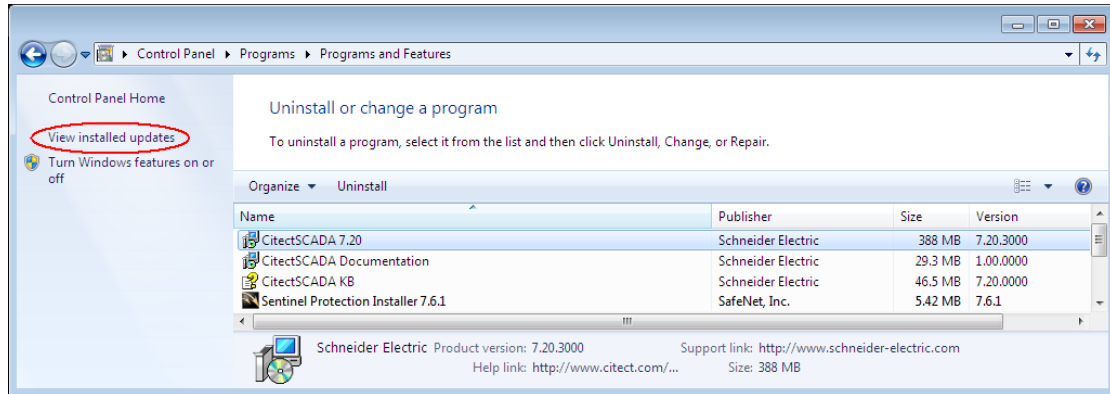 Control Panel Programs Programs and Features
Control Panel Home
View installed updates
Turn Windows features on or
off
Uninstall or change a program
To uninstall a program, select it from the list and then click Uninstall, Change, or Repair.
Organize Uninstall
Name Publisher Size Version
CitectSCADA 7.20 Schneider Electric 388 MB 7.20.3000
CitectSCADA Documentation Schneider Electric 29.3 MB 1.00.0000
CitectSCADA KB Schneider Electric 46.5 MB 7.20.0000
Sentinel Protection Installer 7.6.1 SafeNet, Inc. 5.42 MB 7.6.1
Schneider Electric Product version: 7.20.3000 Support link: http://www.schneider-electric.com
Help link: http://www.citect.com/... Size: 388 MB